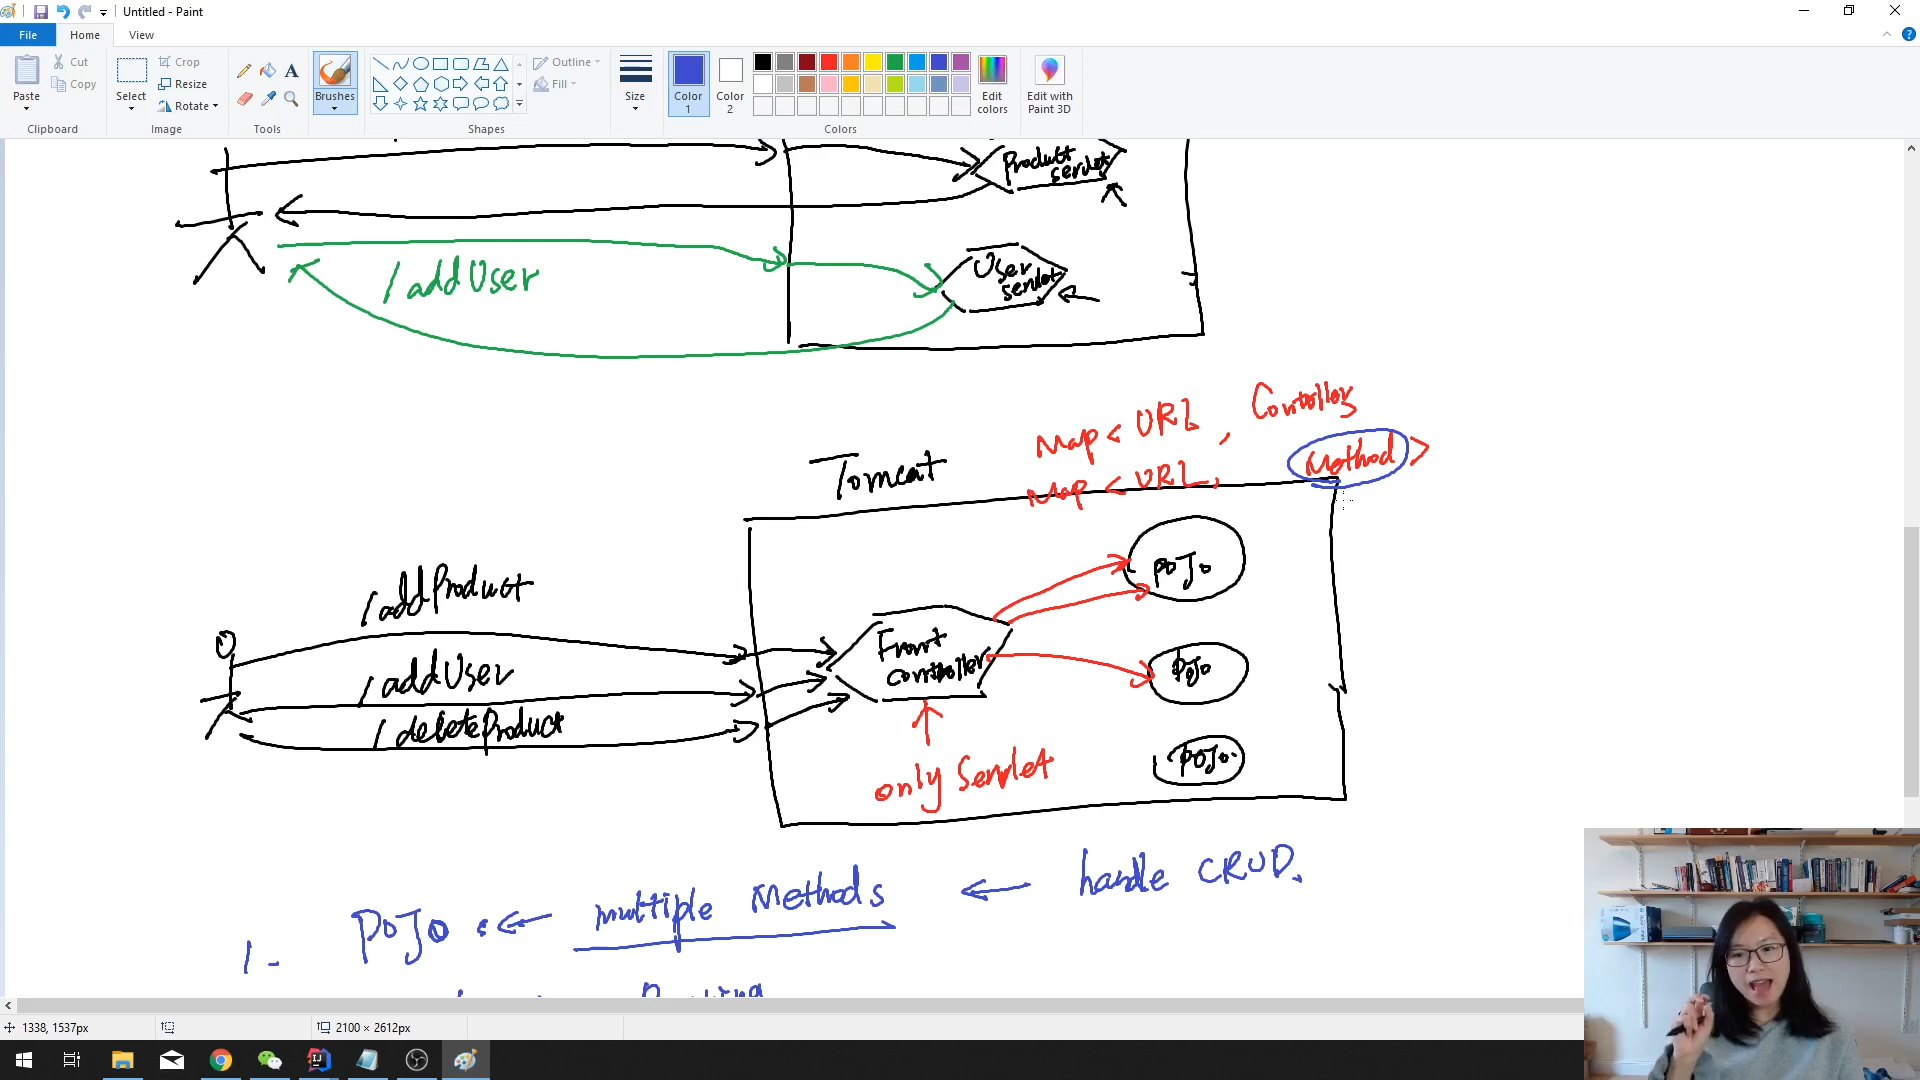 Untitled - Paint
File
Home
View
Paste
Cut
Copy
Clipboard
Select
Crop
Resize
Rotate
Image
Tools
Brushes
Shapes
Outline
Fill
Size
Color 1
Color 2
Edit colors
Colors
Edit with Paint 3D
Product servlet
/addUser
User servlet
Map < URL , Controller
Map < URL, Method >
Tomcat
/addProduct
/addUser
/deleteProduct
Front controller
POJO
POJO
POJO
only Servlet
1. POJO : ← multiple Methods ← handle CRUD.
1338, 1537px
2100 × 2612px